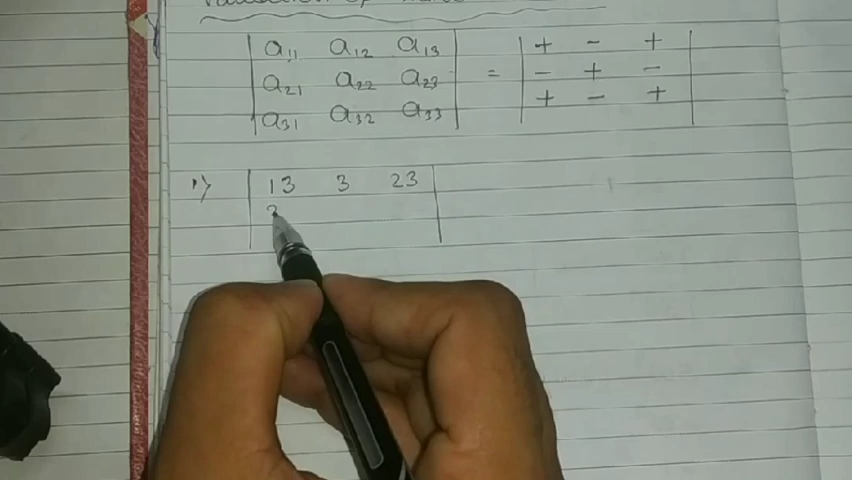 a₁₁ a₁₂ a₁₃ + - +
a₂₁ a₂₂ a₂₃ = - + -
a₃₁ a₃₂ a₃₃ + - +
1) 13 3 23